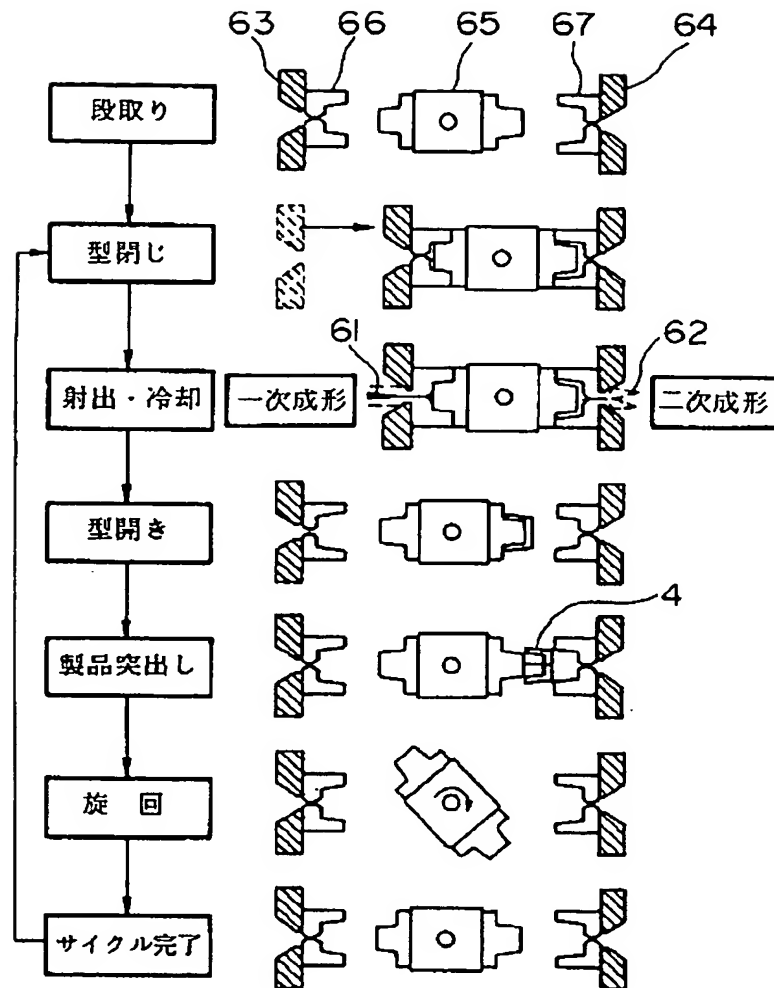 63 66 65 67 64
段取り
型閉じ
61 62
射出・冷却 一次成形 二次成形
型開き
4
製品突出し
旋 回
サイクル完了